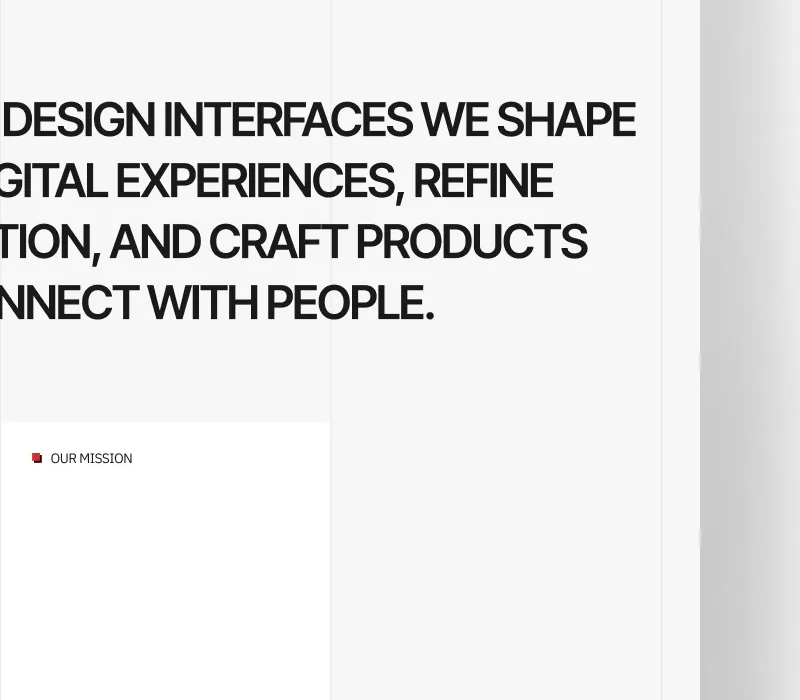 DESIGN INTERFACES WE SHAPE
GITAL EXPERIENCES, REFINE
TION, AND CRAFT PRODUCTS
NNECT WITH PEOPLE.
OUR MISSION